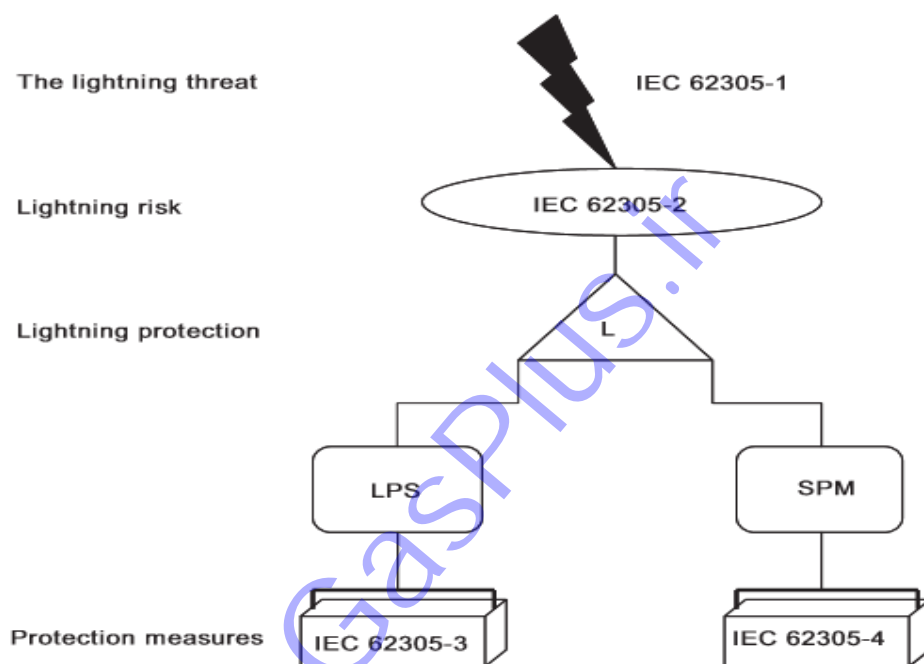 The lightning threat
IEC 62305-1
Lightning risk
IEC 62305-2
Lightning protection
L
LPS
SPM
Protection measures
IEC 62305-3
IEC 62305-4
GasPlus.ir